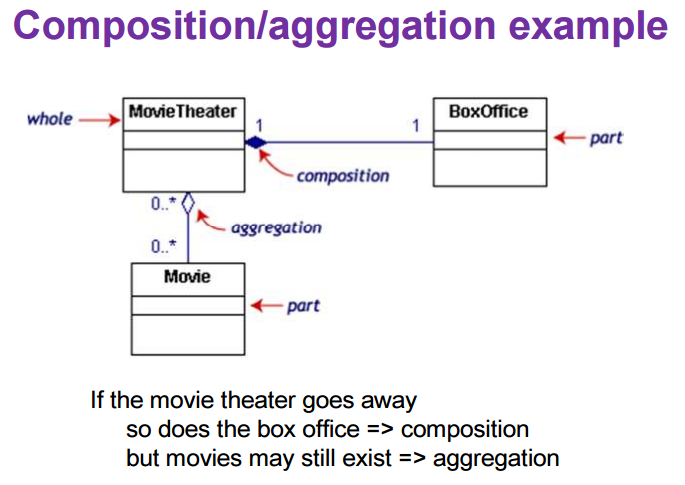 Composition/aggregation example
whole
MovieTheater
1
1
BoxOffice
part
composition
0..*
aggregation
0..*
Movie
part
If the movie theater goes away
so does the box office => composition
but movies may still exist => aggregation